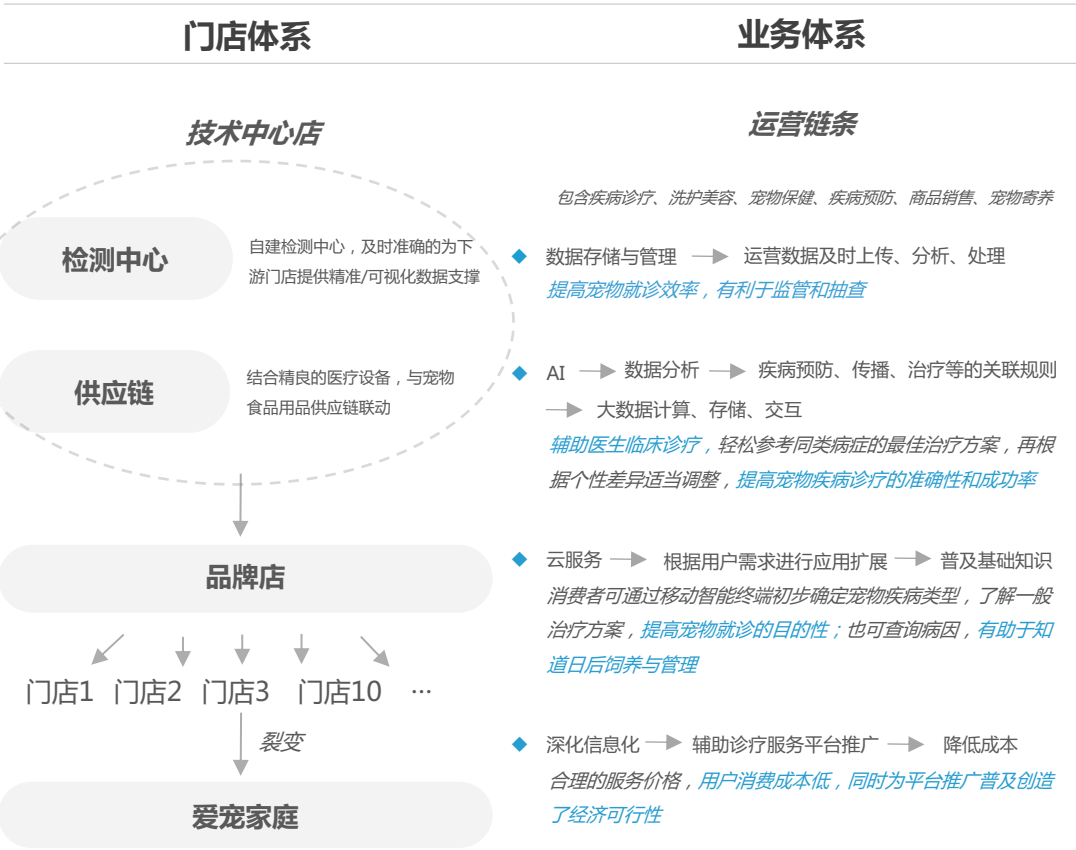 门店体系
技术中心店
检测中心
自建检测中心，及时准确的为下
游门店提供精准/可视化数据支撑
供应链
结合精良的医疗设备，与宠物
食品用品供应链联动
品牌店
门店1 门店2 门店3 门店10 …
裂变
爱宠家庭
业务体系
运营链条
包含疾病诊疗、洗护美容、宠物保健、疾病预防、商品销售、宠物寄养
数据存储与管理 运营数据及时上传、分析、处理
提高宠物就诊效率，有利于监管和抽查
AI 数据分析 疾病预防、传播、治疗等的关联规则
大数据计算、存储、交互
辅助医生临床诊疗，轻松参考同类病症的最佳治疗方案，再根
据个性差异适当调整，提高宠物疾病诊疗的准确性和成功率
云服务 根据用户需求进行应用扩展 普及基础知识
消费者可通过移动智能终端初步确定宠物疾病类型，了解一般
治疗方案，提高宠物就诊的目的性；也可查询病因，有助于知
道日后饲养与管理
深化信息化 辅助诊疗服务平台推广 降低成本
合理的服务价格，用户消费成本低，同时为平台推广普及创造
了经济可行性